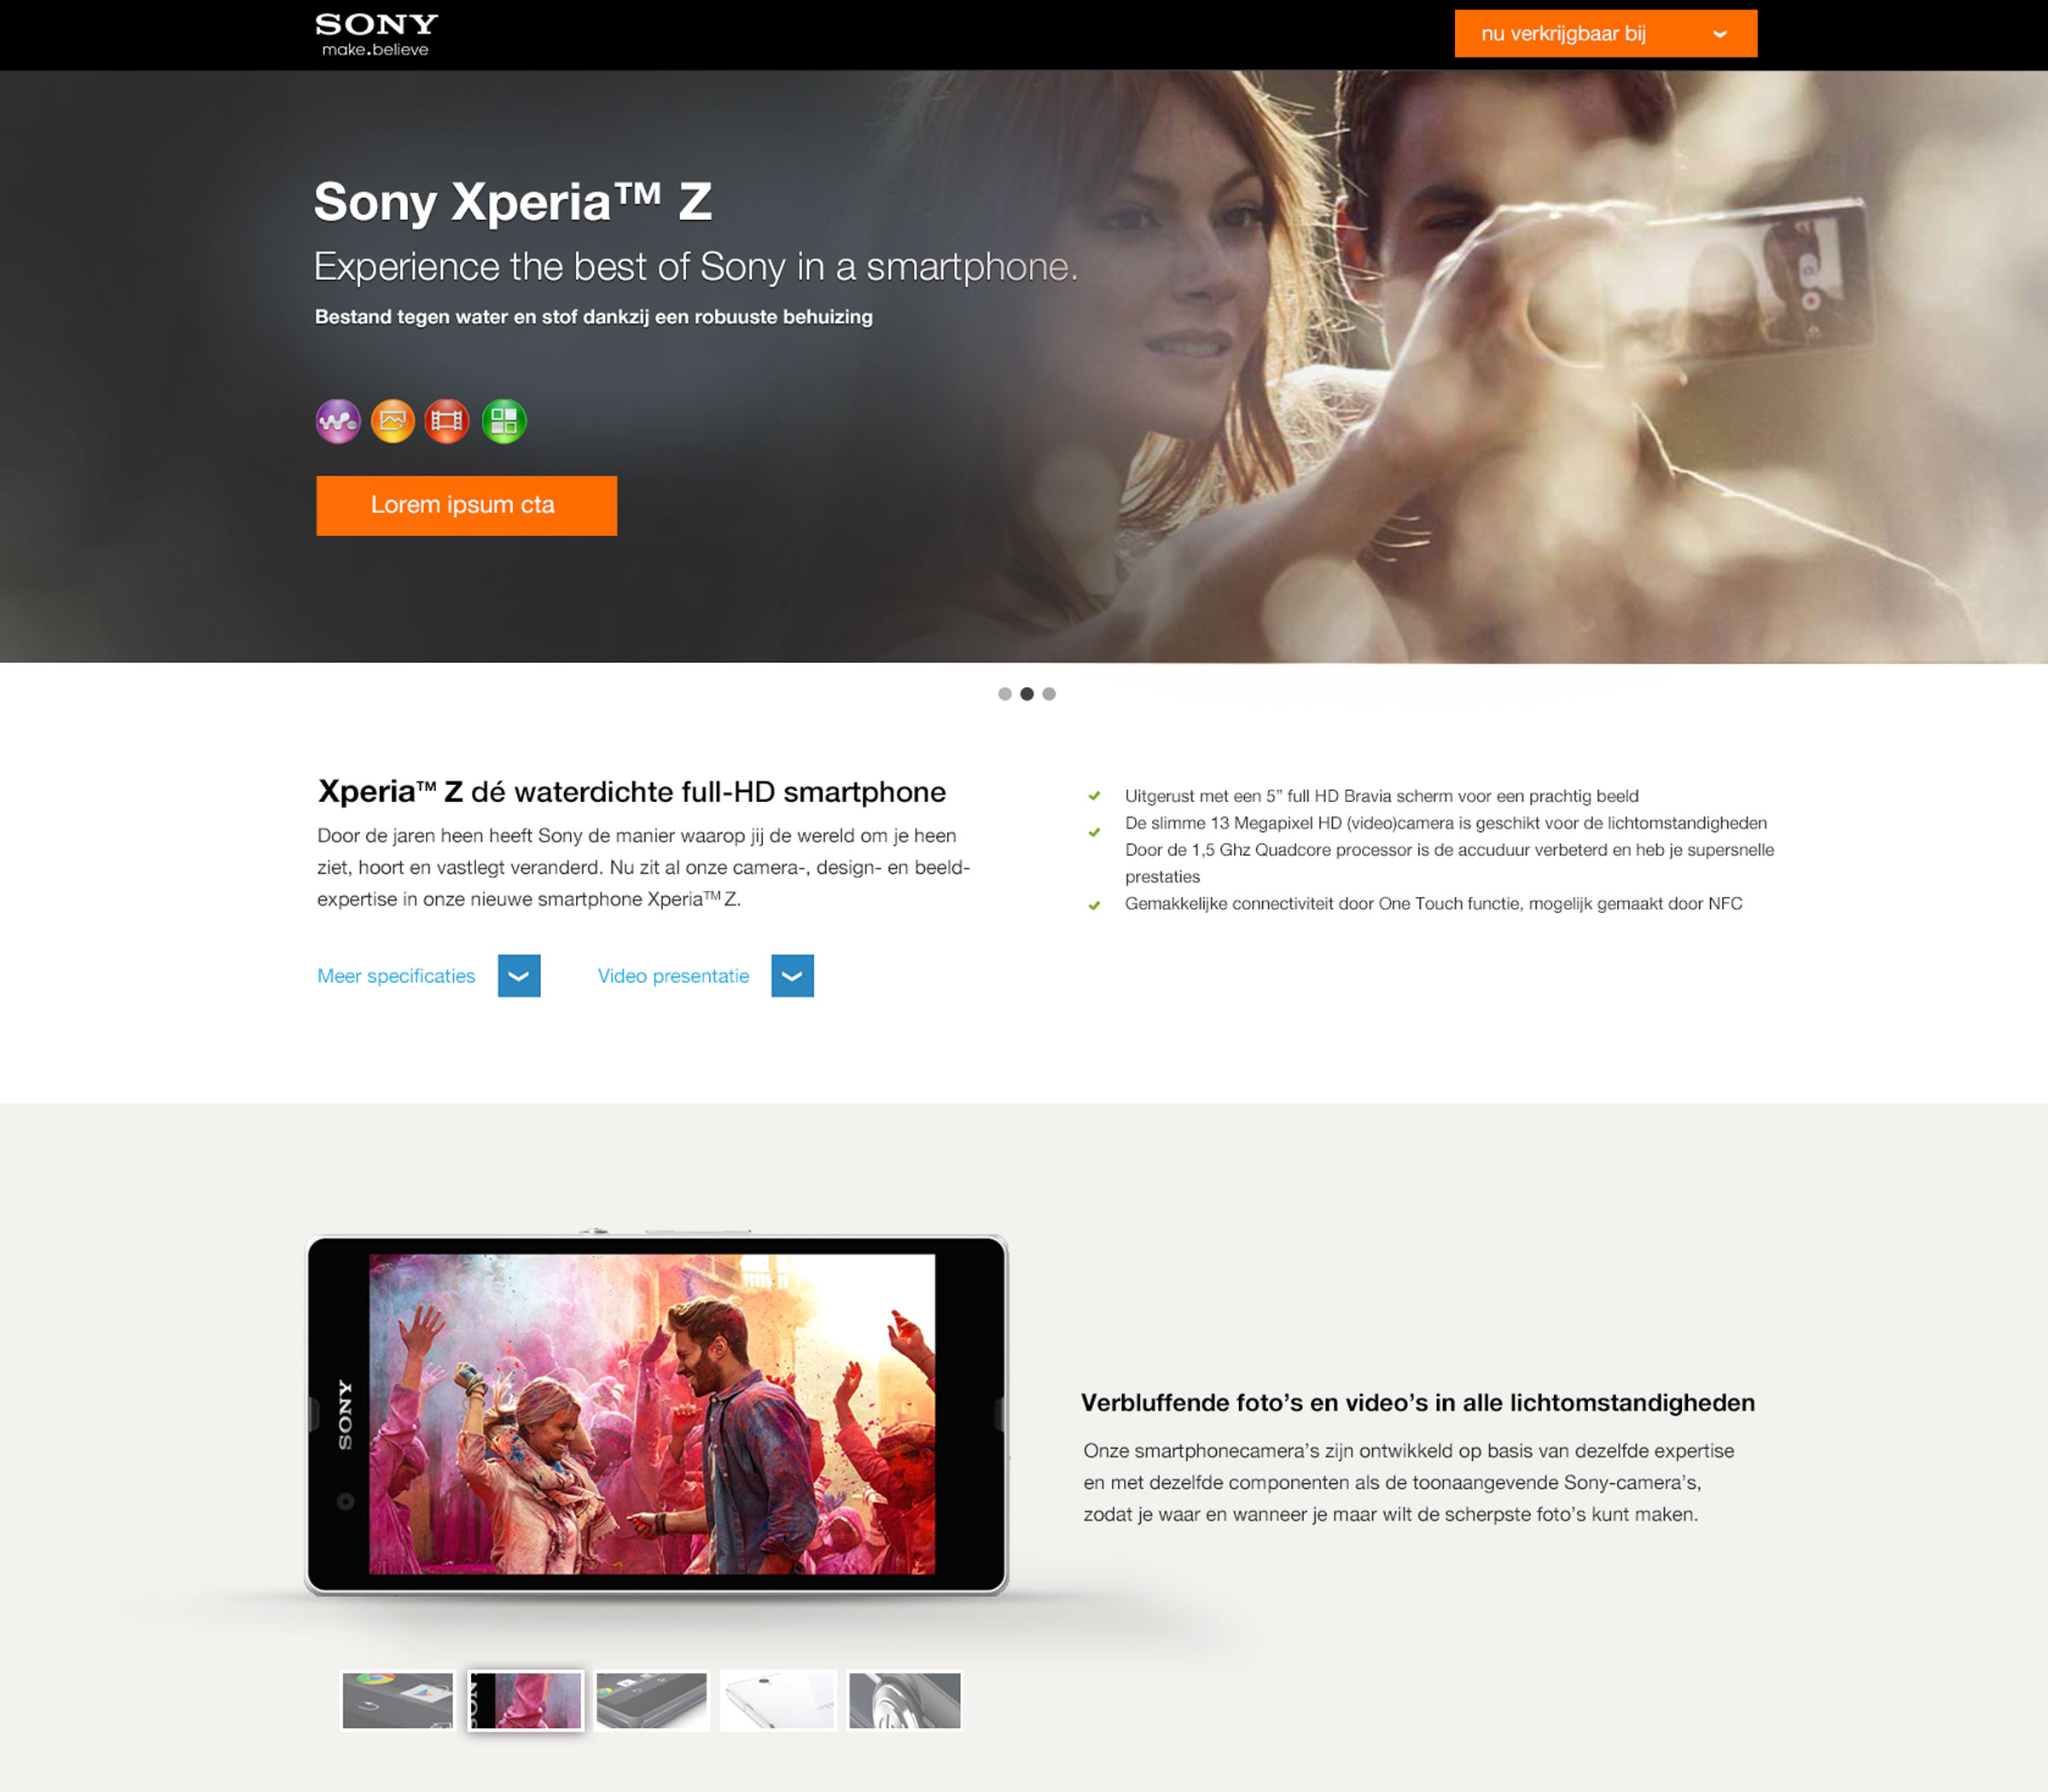 SONY
make.believe
nu verkrijgbaar bij
Sony Xperia™ Z
Experience the best of Sony in a smartphone.
Bestand tegen water en stof dankzij een robuuste behuizing
Lorem ipsum cta
Xperia™ Z dé waterdichte full-HD smartphone
Door de jaren heen heeft Sony de manier waarop jij de wereld om je heen
ziet, hoort en vastlegt veranderd. Nu zit al onze camera-, design- en beeld-
expertise in onze nieuwe smartphone Xperia™ Z.
Meer specificaties
Video presentatie
Uitgerust met een 5” full HD Bravia scherm voor een prachtig beeld
De slimme 13 Megapixel HD (video)camera is geschikt voor de lichtomstandigheden
Door de 1,5 Ghz Quadcore processor is de accuduur verbeterd en heb je supersnelle
prestaties
Gemakkelijke connectiviteit door One Touch functie, mogelijk gemaakt door NFC
SONY
Verbluffende foto’s en video’s in alle lichtomstandigheden
Onze smartphonecamera’s zijn ontwikkeld op basis van dezelfde expertise
en met dezelfde componenten als de toonaangevende Sony-camera’s,
zodat je waar en wanneer je maar wilt de scherpste foto’s kunt maken.